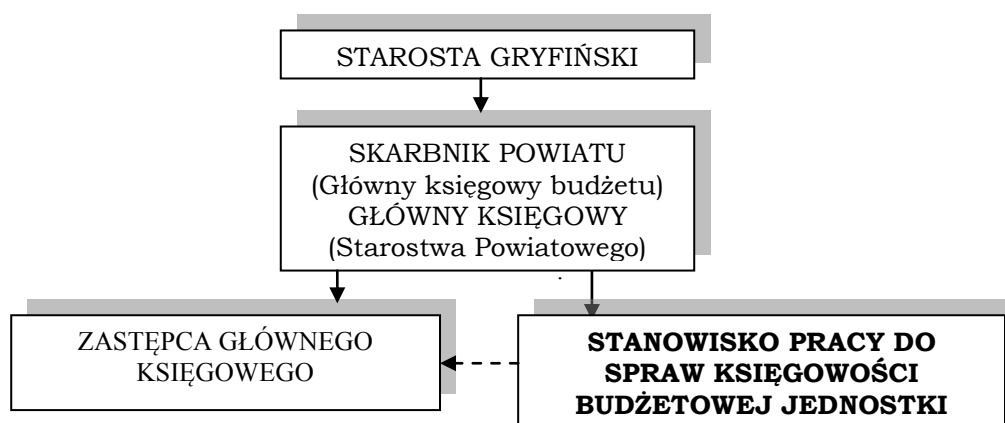 STAROSTA GRYFIŃSKI
SKARBNIK POWIATU
(Główny księgowy budżetu)
GŁÓWNY KSIĘGOWY
(Starostwa Powiatowego)
ZASTĘPCA GŁÓWNEGO
KSIĘGOWEGO
STANOWISKO PRACY DO
SPRAW KSIĘGOWOŚCI
BUDŻETOWEJ JEDNOSTKI